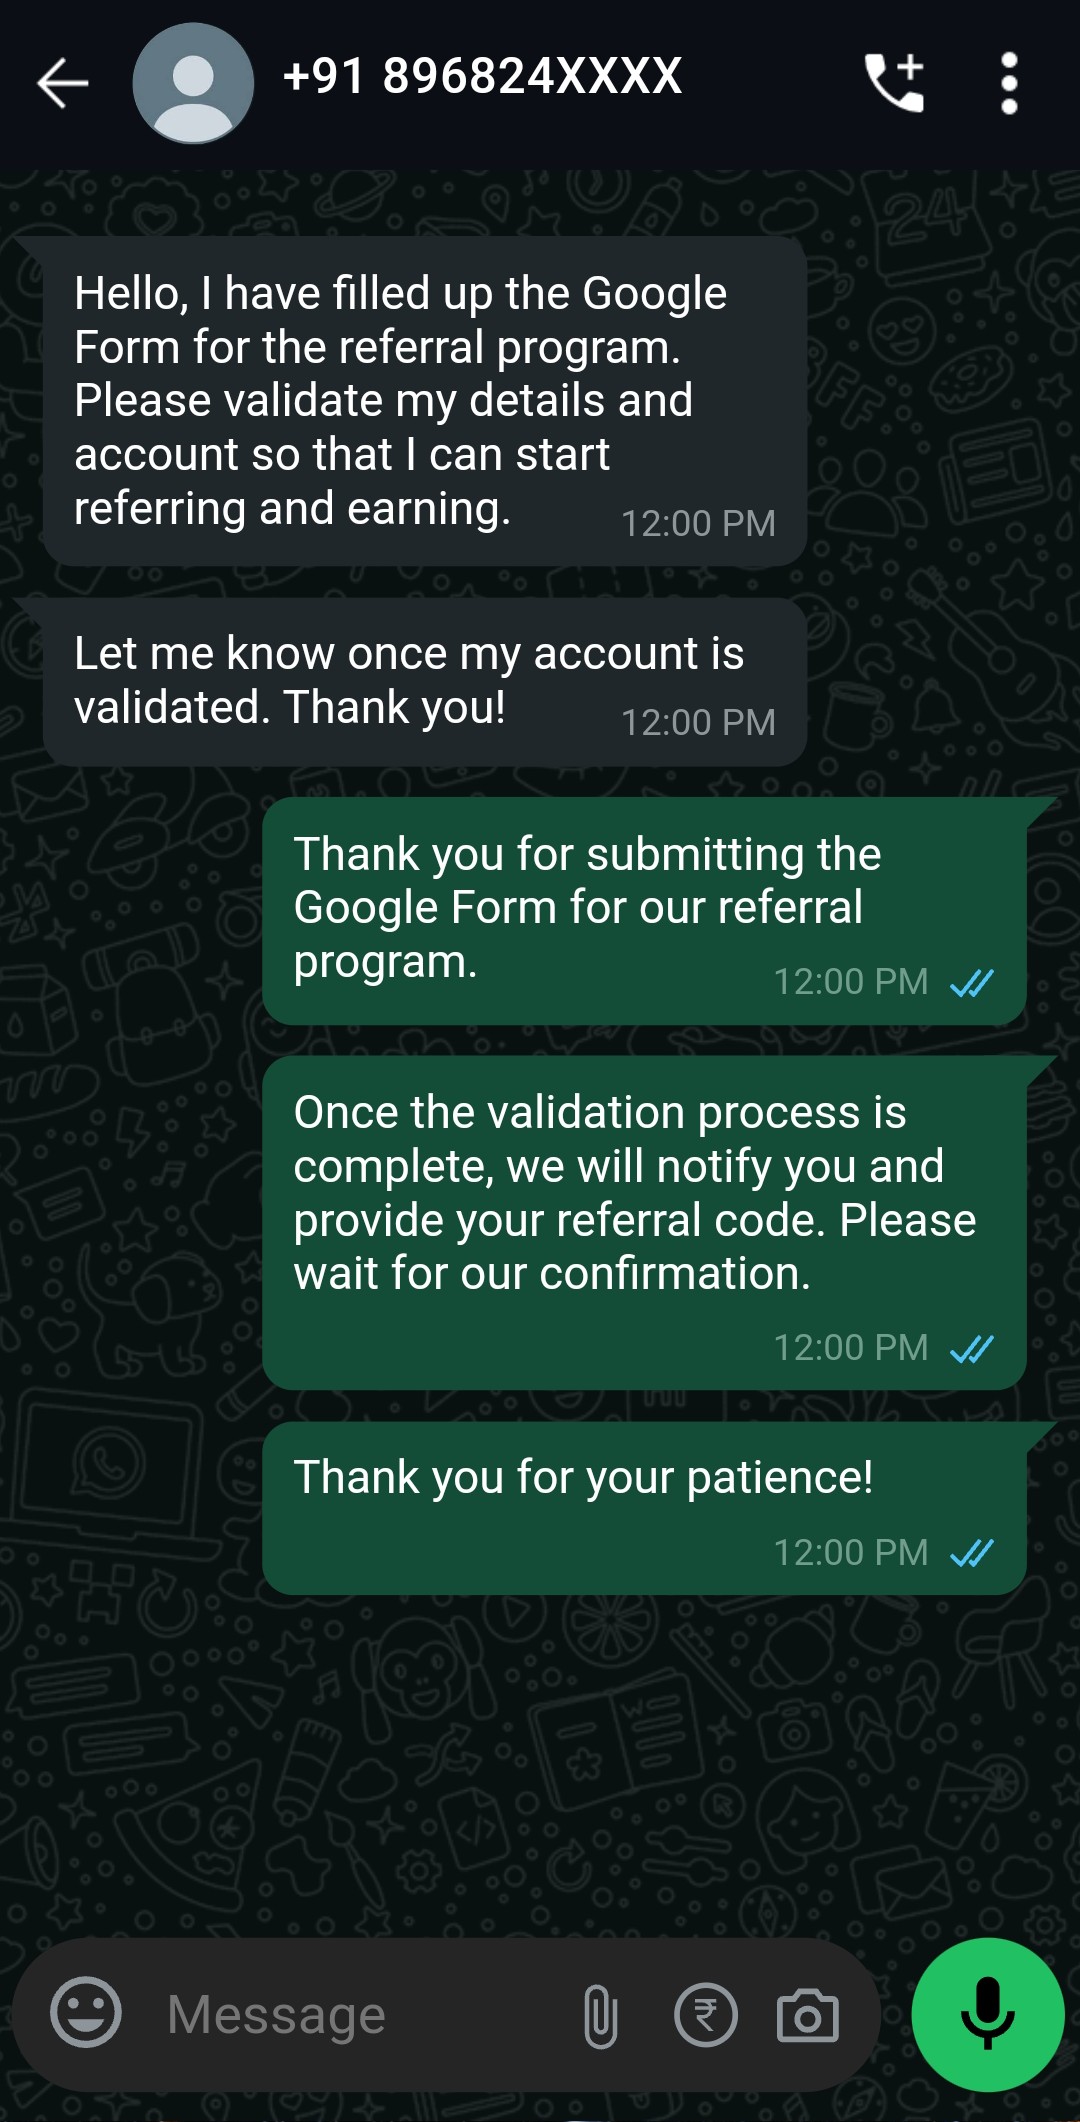 +91 896824XXXX
Hello, I have filled up the Google
Form for the referral program.
Please validate my details and
account so that I can start
referring and earning.
12:00 PM
Let me know once my account is
validated. Thank you!
12:00 PM
Thank you for submitting the
Google Form for our referral
program.
12:00 PM
Once the validation process is
complete, we will notify you and
provide your referral code. Please
wait for our confirmation.
12:00 PM
Thank you for your patience!
12:00 PM
Message